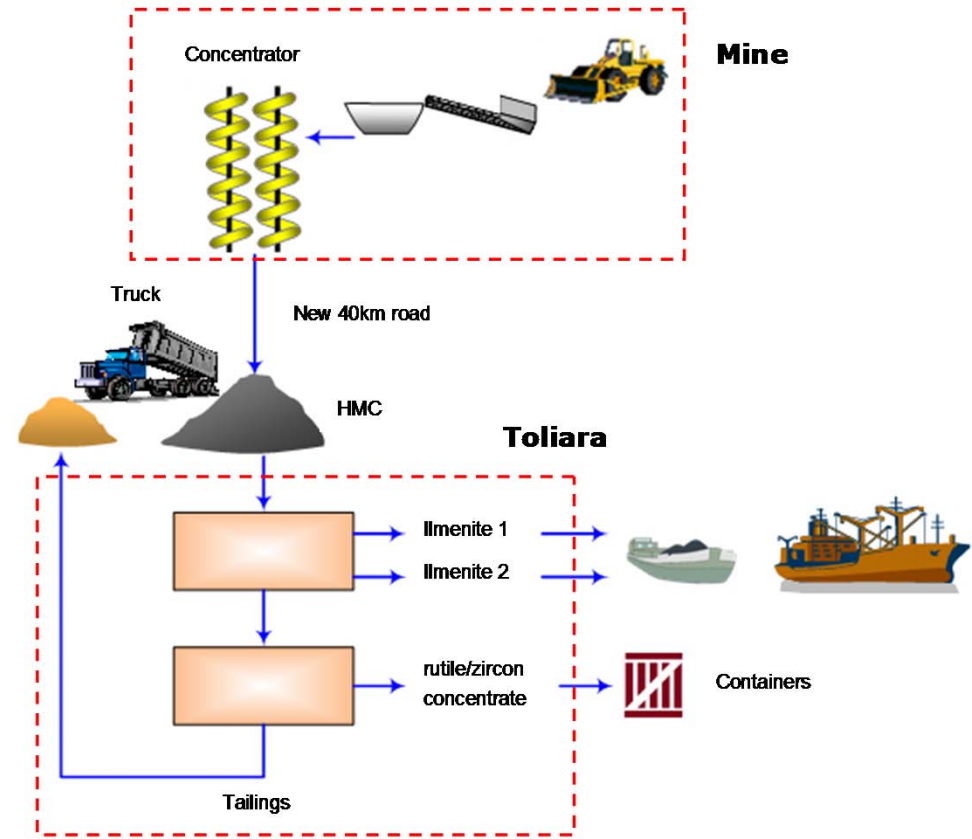 Concentrator
Mine
Truck
New 40km road
HMC
Toliara
Ilmenite 1
Ilmenite 2
rutile/zircon
concentrate
Containers
Tailings